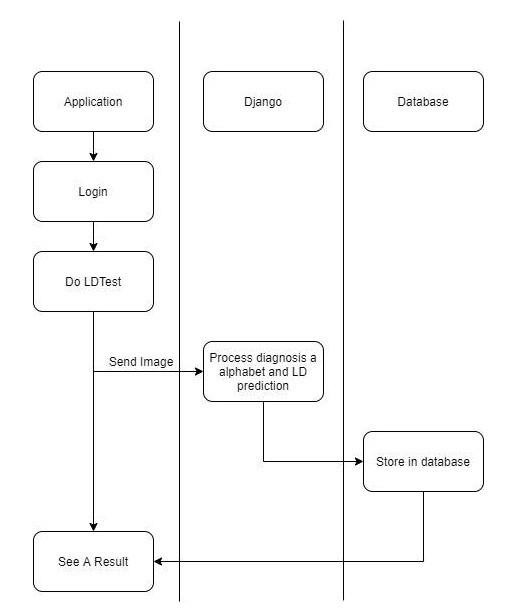 Application
Django
Database
Login
Do LDTest
Send Image
Process diagnosis a
alphabet and LD
prediction
Store in database
See A Result